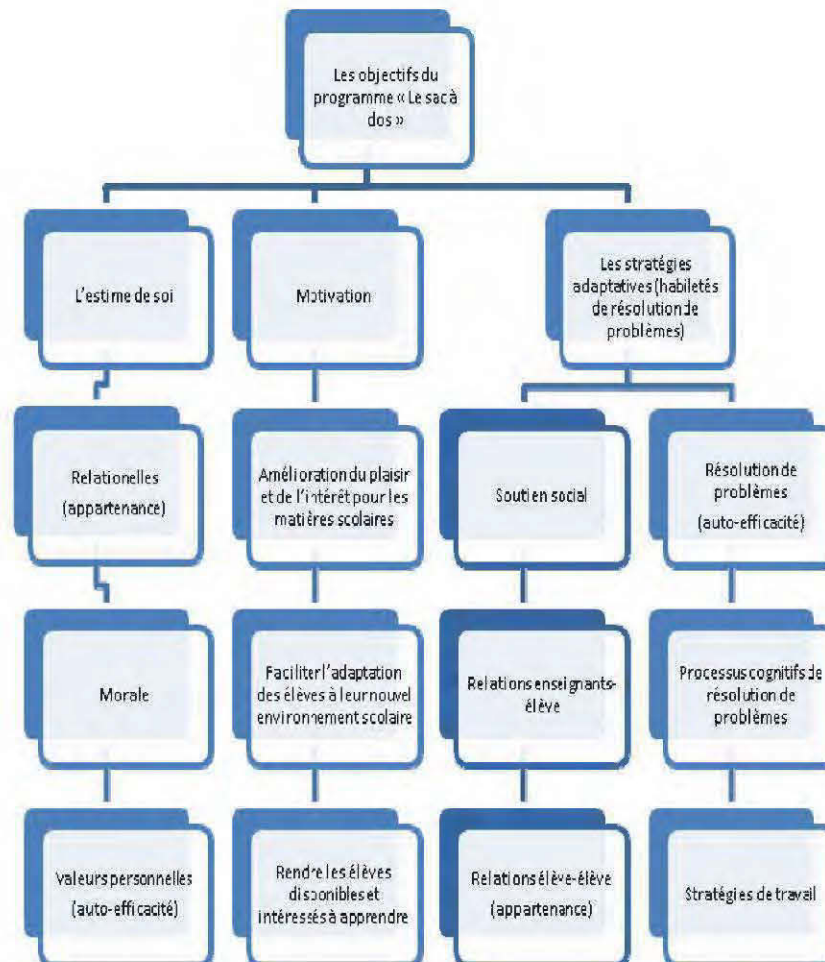 Les objectifs du
programme « Le sac à
dos »
L'estime de soi
Motivation
Les stratégies
adaptatives (habiletés
de résolution de
problèmes)
Relationelles
(appartenance)
Amélioration du plaisir
et de l'intérêt pour les
matières scolaires
Soutien social
Résolution de
problèmes
(auto-efficacité)
Morale
Faciliter l'adaptation
des élèves à leur nouvel
environnement scolaire
Relations enseignants-
élève
Processus cognitifs de
résolution de
problèmes
Valeurs personnelles
(auto-efficacité)
Rendre les élèves
disponibles et
intéressés à apprendre
Relations élève-élève
(appartenance)
Stratégies de travail